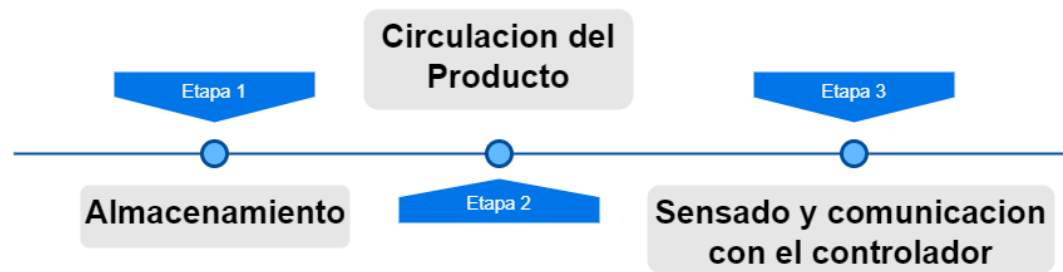 Circulacion del
Producto
Etapa 1
Etapa 3
Almacenamiento
Etapa 2
Sensado y comunicacion
con el controlador